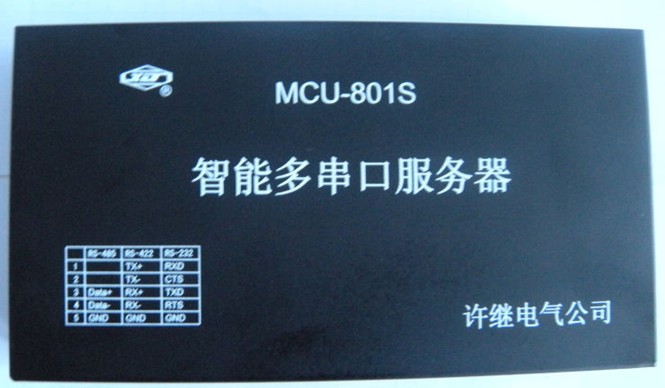 MCU-801S
智能多串口服务器
RS-485 RS-422 RS-232
1 TX+ RXD
2 TX- CTS
3 Data+ RX+ TXD
4 Data- RX- RTS
5 GND GND GND
许继电气公司